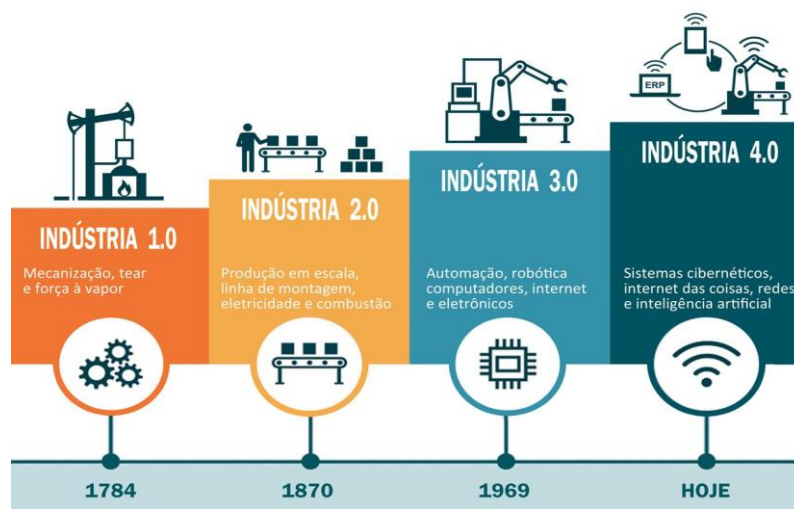 ERP
INDÚSTRIA 1.0
Mecanização, tear
e força à vapor
INDÚSTRIA 2.0
Produção em escala,
linha de montagem,
eletricidade e combustão
INDÚSTRIA 3.0
Automação, robótica
computadores, internet
e eletrônicos
INDÚSTRIA 4.0
Sistemas cibernéticos,
internet das coisas, redes
e inteligência artificial
1784
1870
1969
HOJE